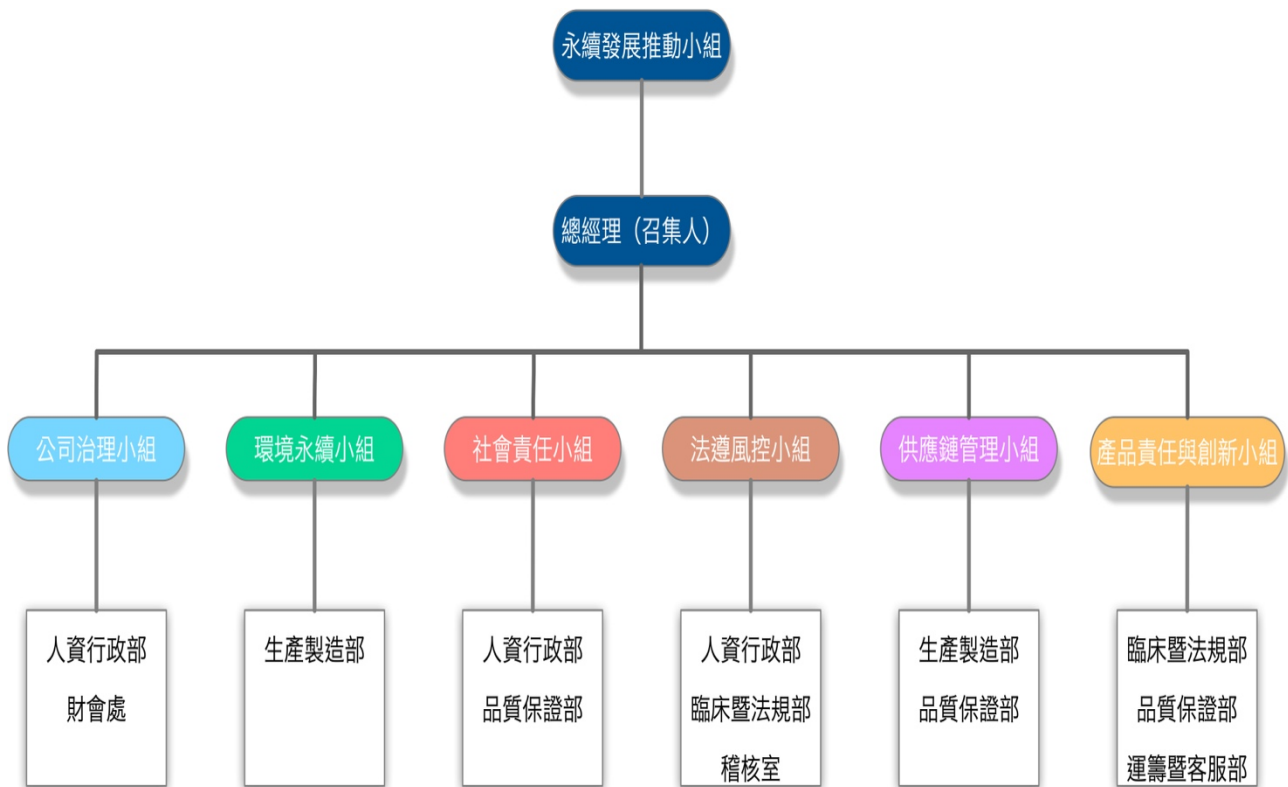 永續發展推動小組
總經理（召集人）
公司治理小組
環境永續小組
社會責任小組
法遵風控小組
供應鏈管理小組
產品責任與創新小組
人資行政部
財會處
生產製造部
人資行政部
品質保證部
人資行政部
臨床暨法規部
稽核室
生產製造部
品質保證部
臨床暨法規部
品質保證部
運籌暨客服部